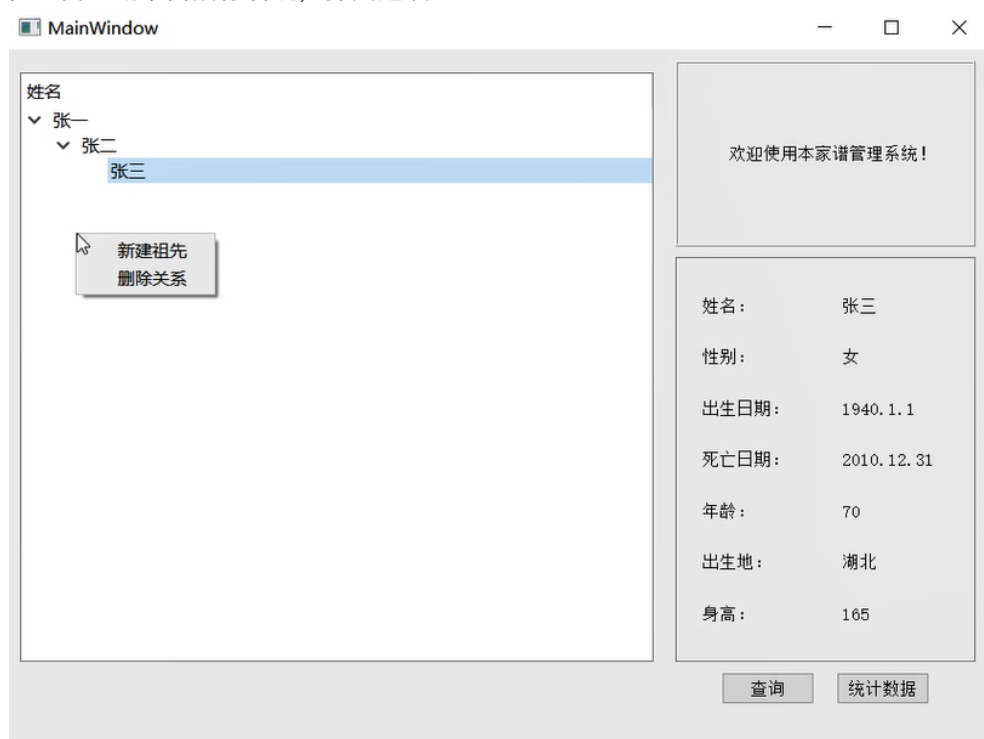 MainWindow
姓名
张一
张二
张三
新建祖先
删除关系
欢迎使用本家谱管理系统!
姓名: 张三
性别: 女
出生日期: 1940.1.1
死亡日期: 2010.12.31
年龄: 70
出生地: 湖北
身高: 165
查询 统计数据